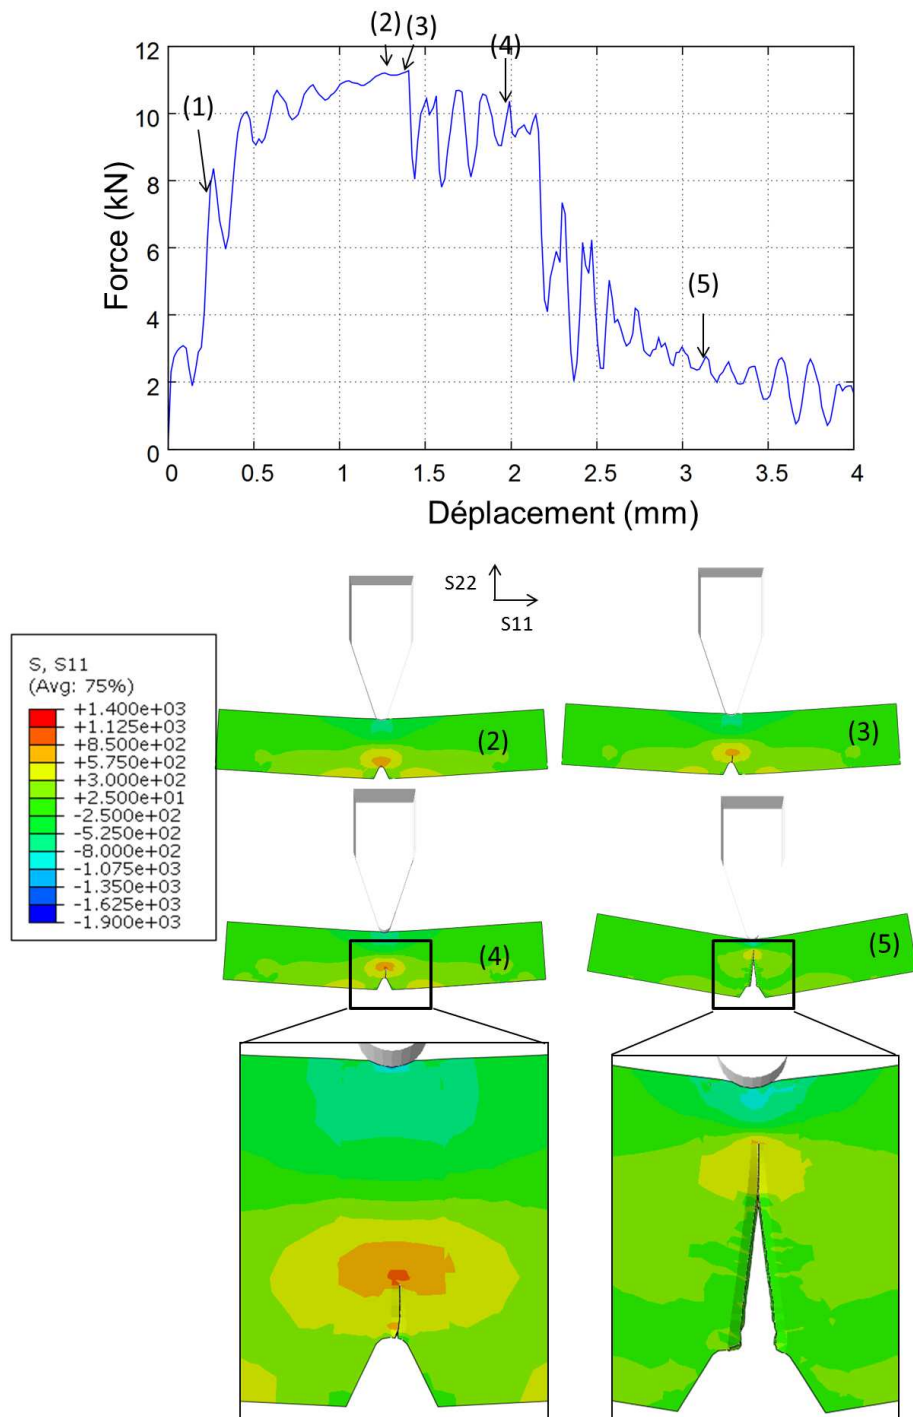 (2) (3)
(4)
(1)
(5)
12
10
8
6
4
2
0
Force (kN)
0 0.5 1 1.5 2 2.5 3 3.5 4
Déplacement (mm)
S22
S11
S, S11
(Avg: 75%)
+1.400e+03
+1.125e+03
+8.500e+02
+5.750e+02
+3.000e+02
+2.500e+01
-2.500e+02
-5.250e+02
-8.000e+02
-1.075e+03
-1.350e+03
-1.625e+03
-1.900e+03
(2)
(3)
(4)
(5)